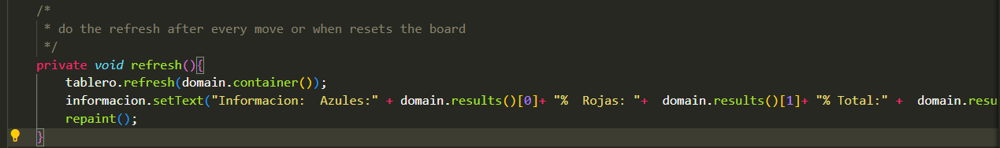 /*
 * do the refresh after every move or when resets the board
 */
private void refresh(){
    tablero.refresh(domain.container());
    informacion.setText("Informacion:  Azules:" + domain.results()[0]+ "%  Rojas: "+  domain.results()[1]+ "% Total:" +  domain.resu
    repaint();
}